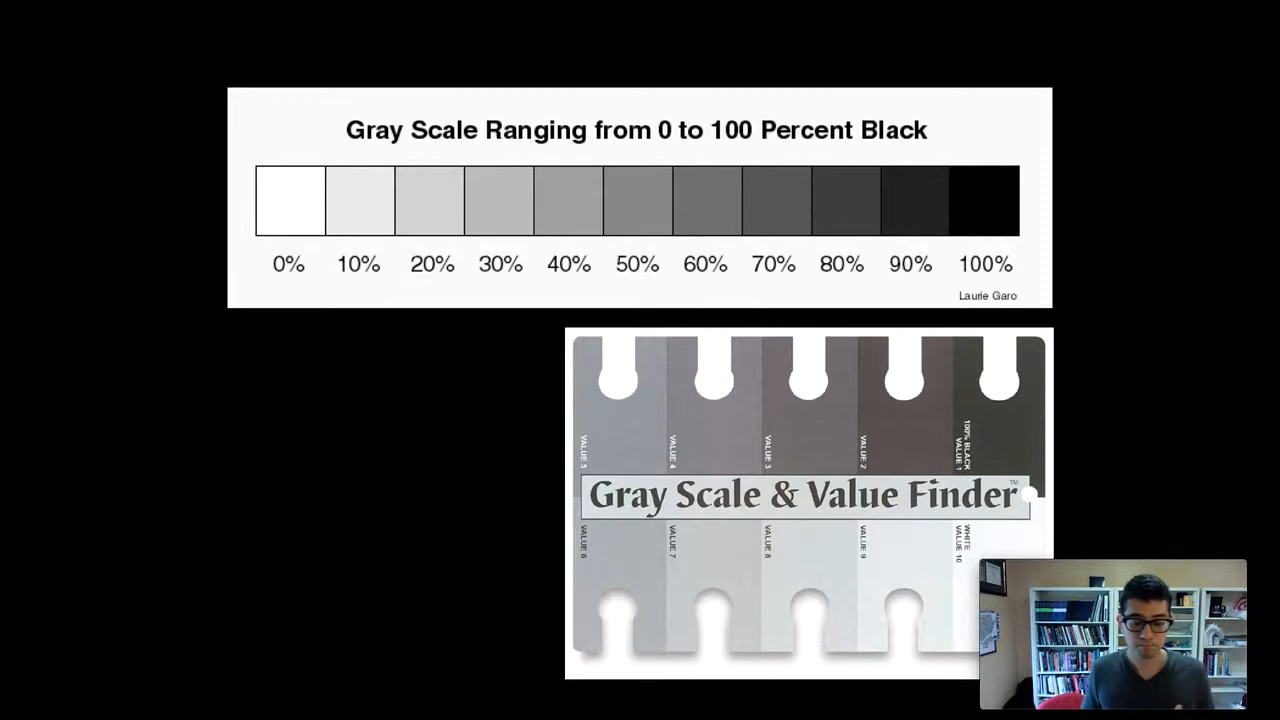 Gray Scale Ranging from 0 to 100 Percent Black
0% 10% 20% 30% 40% 50% 60% 70% 80% 90% 100%
Laurie Garo
VALUE 5
VALUE 4
VALUE 3
VALUE 2
100% BLACK
VALUE 1
Gray Scale & Value Finder™
VALUE 6
VALUE 7
VALUE 8
VALUE 9
WHITE
VALUE 10